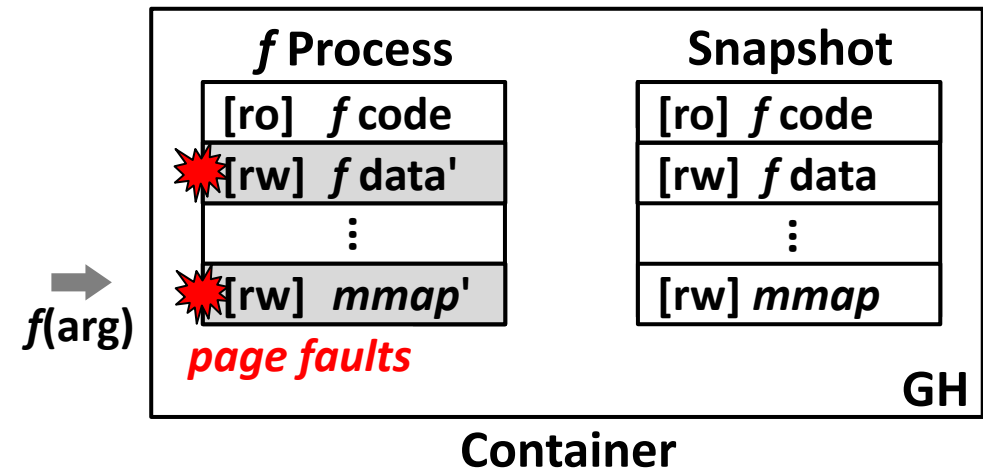 f Process
[ro] f code
[rw] f data'
⋮
[rw] mmap'
page faults
f(arg)
Snapshot
[ro] f code
[rw] f data
⋮
[rw] mmap
GH
Container